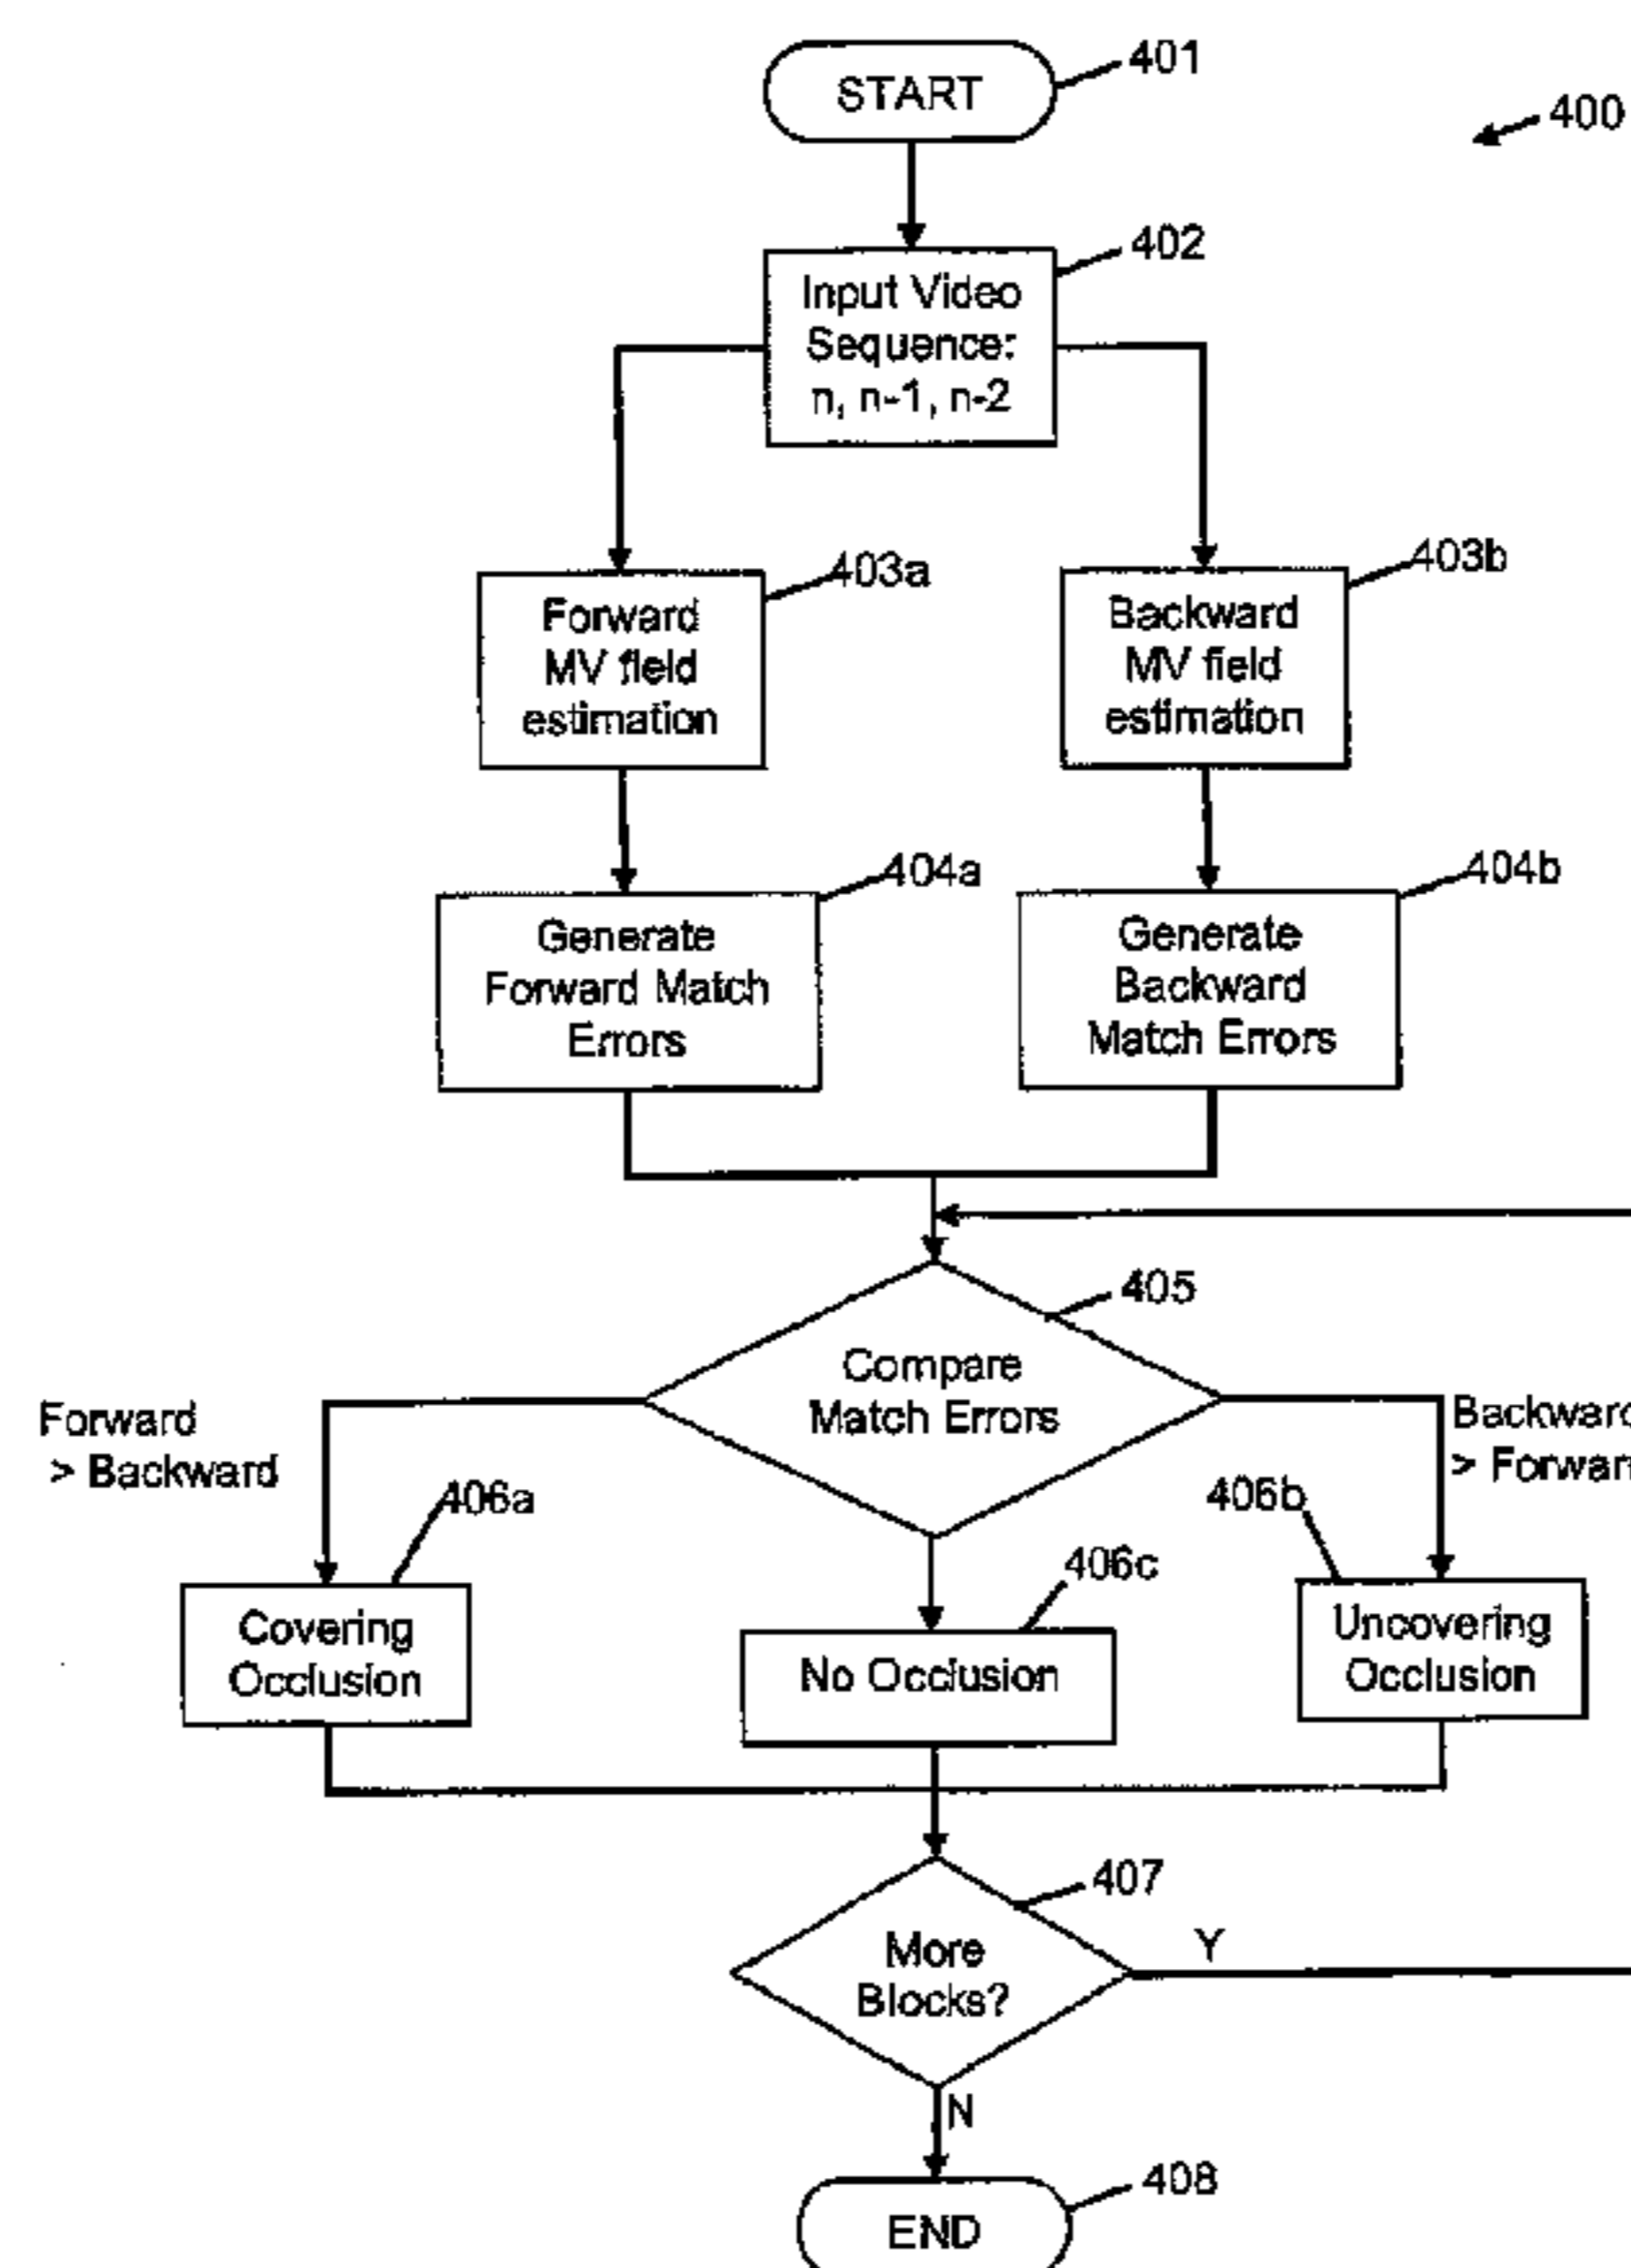 START
401
400
402
Input Video
Sequence:
n, n-1, n-2
403a
403b
Forward
MV field
estimation
Backward
MV field
estimation
404a
404b
Generate
Forward Match
Errors
Generate
Backward
Match Errors
405
Compare
Match Errors
Forward
> Backward
Backward
> Forward
406a
406b
406c
Covering
Occlusion
No Occlusion
Uncovering
Occlusion
407
More
Blocks?
Y
N
408
END